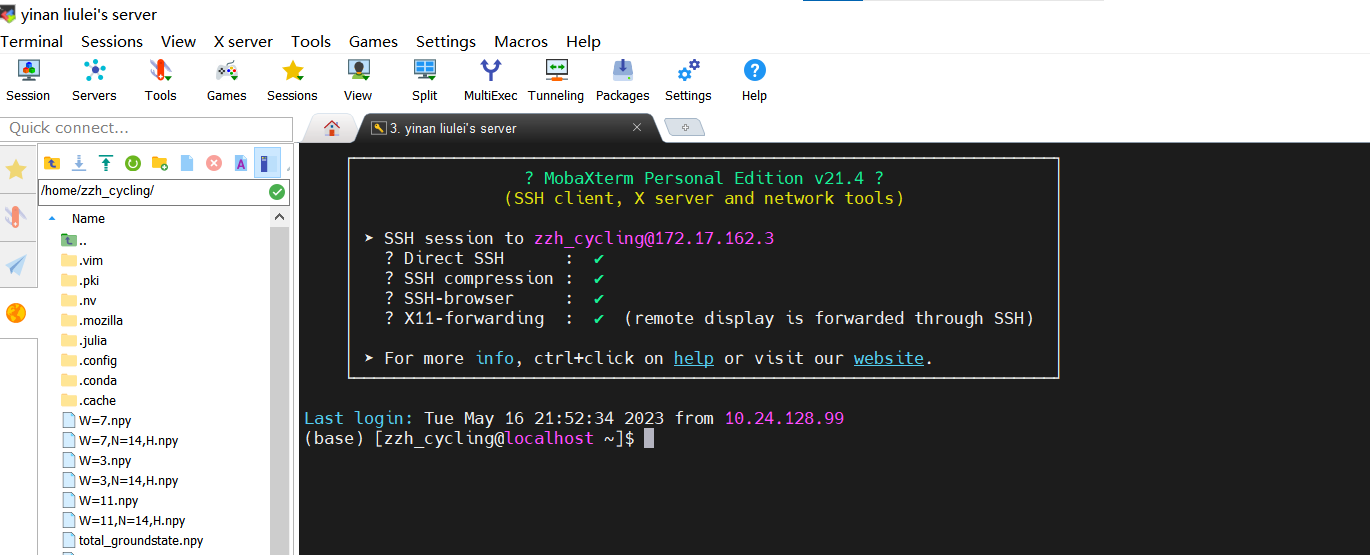 yinan liulei's server
Terminal Sessions View X server Tools Games Settings Macros Help
Session Servers Tools Games Sessions View Split MultiExec Tunneling Packages Settings Help
Quick connect...
3. yinan liulei's server
/home/zzh_cycling/
Name
..
.vim
.pki
.nv
.mozilla
.julia
.config
.conda
.cache
W=7.npy
W=7,N=14,H.npy
W=3.npy
W=3,N=14,H.npy
W=11.npy
W=11,N=14,H.npy
total_groundstate.npy
? MobaXterm Personal Edition v21.4 ?
(SSH client, X server and network tools)
➤ SSH session to zzh_cycling@172.17.162.3
? Direct SSH : ✔
? SSH compression : ✔
? SSH-browser : ✔
? X11-forwarding : ✔ (remote display is forwarded through SSH)
➤ For more info, ctrl+click on help or visit our website.
Last login: Tue May 16 21:52:34 2023 from 10.24.128.99
(base) [zzh_cycling@localhost ~]$